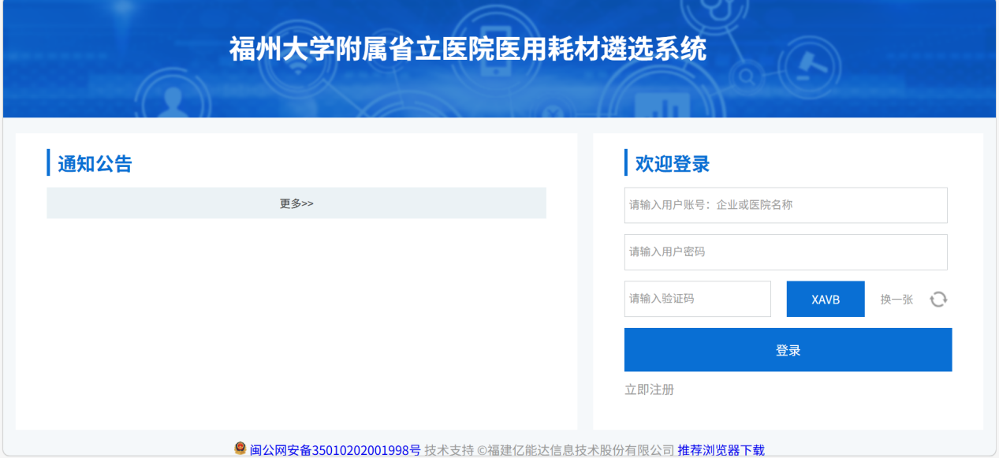 福州大学附属省立医院医用耗材遴选系统
通知公告
更多>>
欢迎登录
请输入用户账号：企业或医院名称
请输入用户密码
请输入验证码
XAVB
换一张
登录
立即注册
闽公网安备35010202001998号 技术支持 ©福建亿能达信息技术股份有限公司 推荐浏览器下载